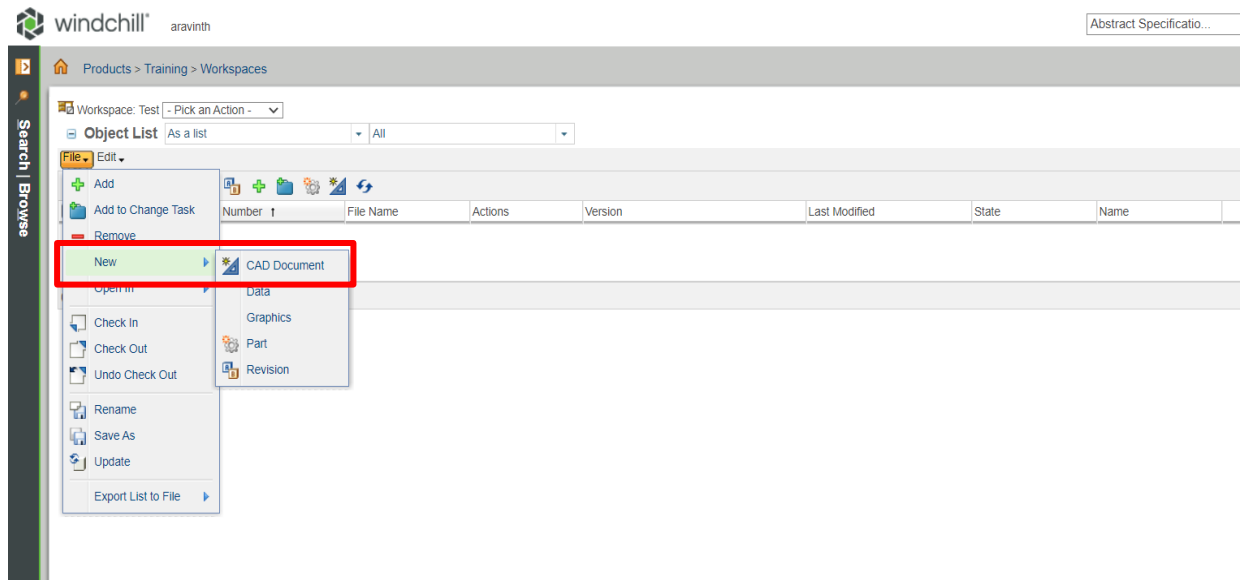 windchill® aravinth
Abstract Specificatio...
Products > Training > Workspaces
Workspace: Test - Pick an Action -
Object List As a list All
File Edit
Search | Browse
Add
Add to Change Task
Number ↑ File Name Actions Version Last Modified State Name
Remove
New
CAD Document
Open In
Data
Graphics
Check In
Part
Check Out
Revision
Undo Check Out
Rename
Save As
Update
Export List to File